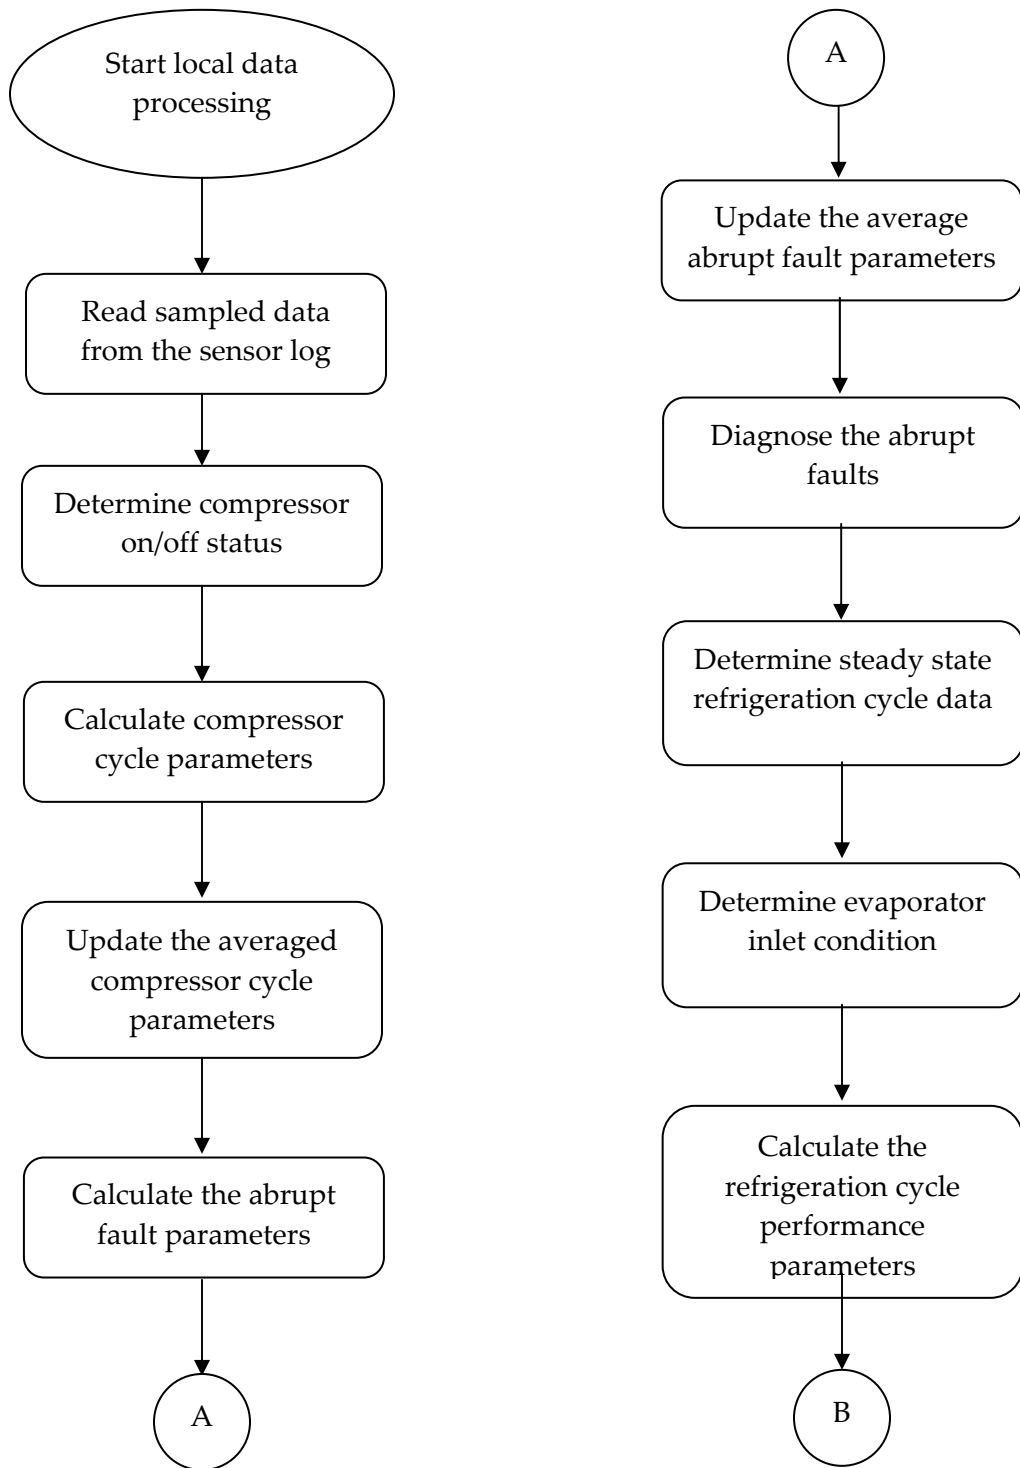 Start local data
processing
Read sampled data
from the sensor log
Determine compressor
on/off status
Calculate compressor
cycle parameters
Update the averaged
compressor cycle
parameters
Calculate the abrupt
fault parameters
A
A
Update the average
abrupt fault parameters
Diagnose the abrupt
faults
Determine steady state
refrigeration cycle data
Determine evaporator
inlet condition
Calculate the
refrigeration cycle
performance
parameters
B